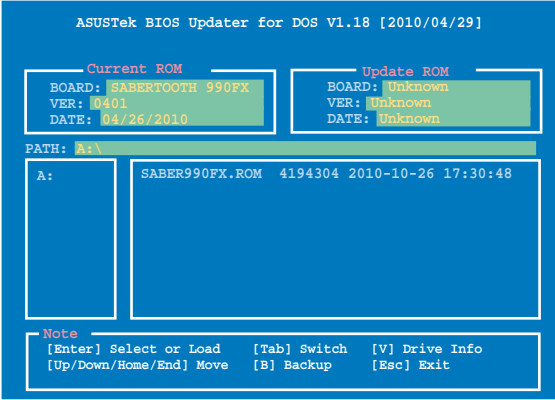 ASUSTek BIOS Updater for DOS V1.18 [2010/04/29]
Current ROM
BOARD: SABERTOOTH 990FX
VER: 0401
DATE: 04/26/2010
Update ROM
BOARD: Unknown
VER: Unknown
DATE: Unknown
PATH: A:\
A:
SABER990FX.ROM 4194304 2010-10-26 17:30:48
Note
[Enter] Select or Load [Tab] Switch [V] Drive Info
[Up/Down/Home/End] Move [B] Backup [Esc] Exit